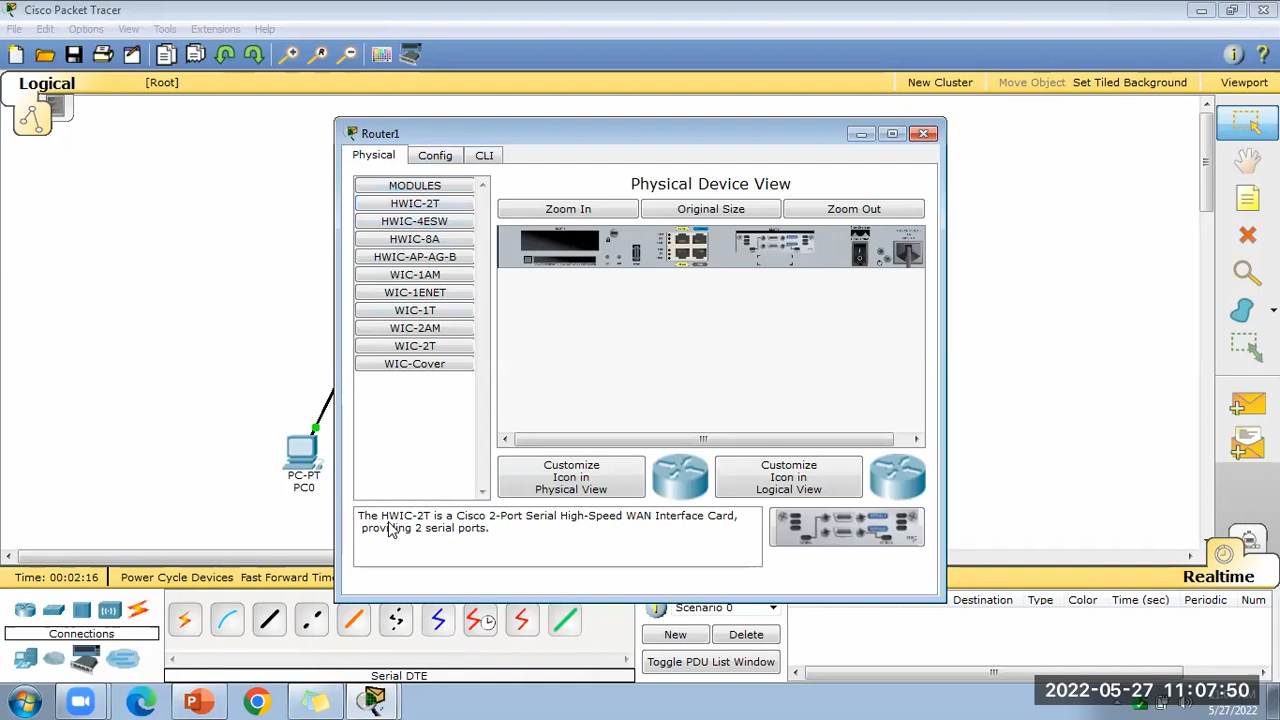 Cisco Packet Tracer
File Edit Options View Tools Extensions Help
Logical [Root] New Cluster Move Object Set Tiled Background Viewport
Router1
Physical Config CLI
MODULES
HWIC-2T
HWIC-4ESW
HWIC-8A
HWIC-AP-AG-B
WIC-1AM
WIC-1ENET
WIC-1T
WIC-2AM
WIC-2T
WIC-Cover
Physical Device View
Zoom In Original Size Zoom Out
Customize
Icon in
Physical View
Customize
Icon in
Logical View
The HWIC-2T is a Cisco 2-Port Serial High-Speed WAN Interface Card,
providing 2 serial ports.
PC-PT
PC0
Time: 00:02:16 Power Cycle Devices Fast Forward Tim
Realtime
Connections
Serial DTE
Scenario 0
New Delete
Toggle PDU List Window
Destination Type Color Time (sec) Periodic Num
2022-05-27 11:07:50
5/27/2022